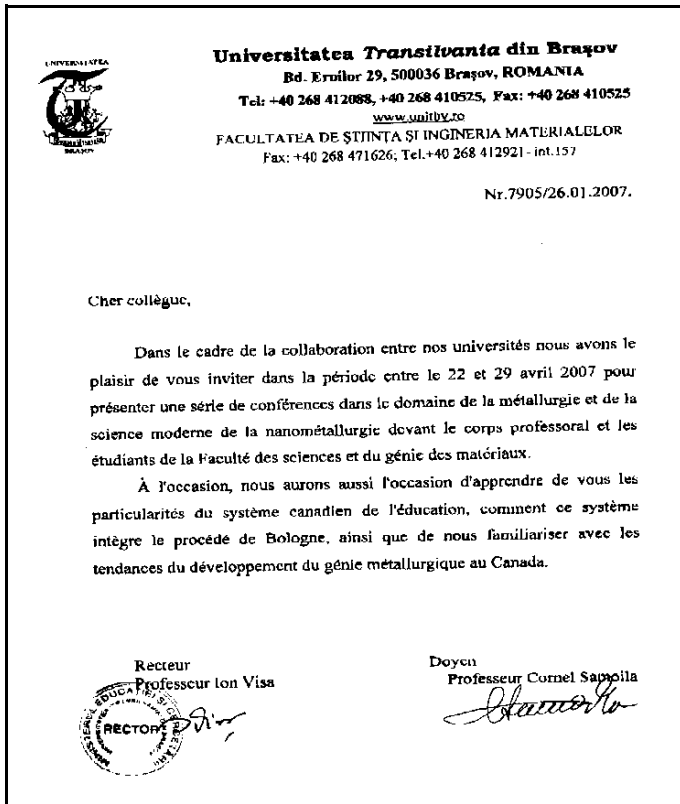 UNIVERSITATEA
BRAŞOV
Universitatea Transilvania din Braşov
Bd. Eroilor 29, 500036 Braşov, ROMANIA
Tel: +40 268 412088, +40 268 410525, Fax: +40 268 410525
www.unitbv.ro
FACULTATEA DE ŞTIINŢA ŞI INGINERIA MATERIALELOR
Fax: +40 268 471626; Tel.+40 268 412921 - int.157
Nr.7905/26.01.2007.
Cher collègue,
Dans le cadre de la collaboration entre nos universités nous avons le
plaisir de vous inviter dans la période entre le 22 et 29 avril 2007 pour
présenter une série de conférences dans le domaine de la métallurgie et de la
science moderne de la nanométallurgie devant le corps professoral et les
étudiants de la Faculté des sciences et du génie des matériaux.
À l'occasion, nous aurons aussi l'occasion d'apprendre de vous les
particularités du système canadien de l'éducation, comment ce système
intègre le procédé de Bologne, ainsi que de nous familiariser avec les
tendances du développement du génie métallurgique au Canada.
Recteur
Professeur Ion Visa
Doyen
Professeur Cornel Samoila
MINISTERUL EDUCAŢIEI ŞI CERCETĂRII
RECTOR